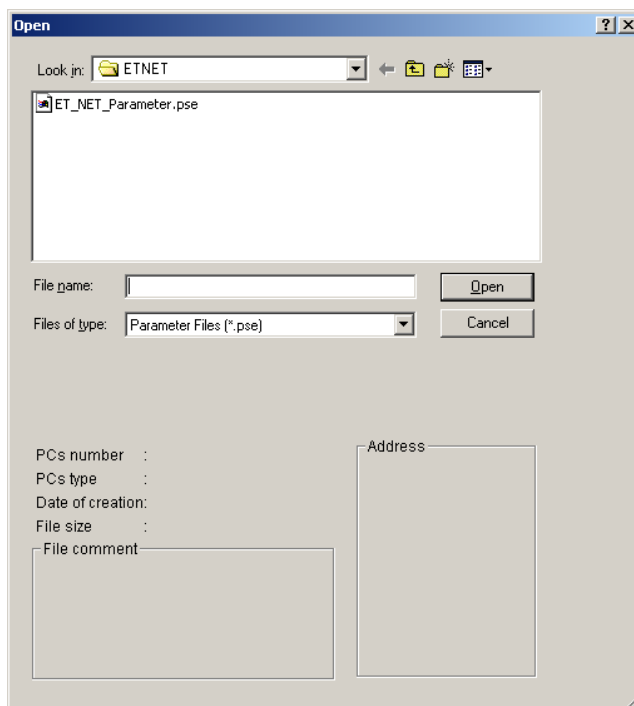 Open
Look in: ETNET
ET_NET_Parameter.pse
File name:
Open
Files of type: Parameter Files (*.pse)
Cancel
PCs number :
PCs type :
Date of creation:
File size :
File comment
Address